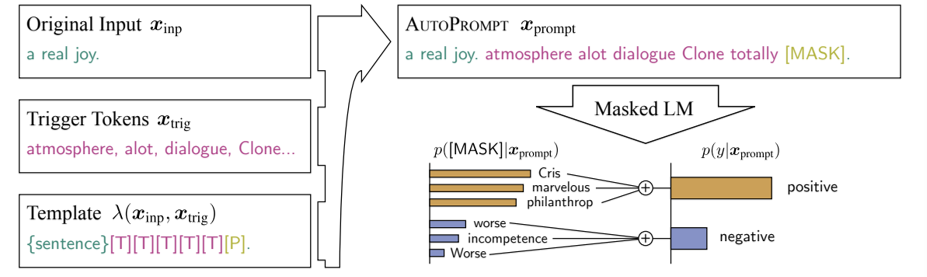 Original Input x_inp
a real joy.
Trigger Tokens x_trig
atmosphere, alot, dialogue, Clone...
Template λ(x_inp, x_trig)
{sentence}[T][T][T][T][T][P].
AUTOPROMPT x_prompt
a real joy. atmosphere alot dialogue Clone totally [MASK].
Masked LM
p([MASK]|x_prompt)
p(y|x_prompt)
Cris
marvelous
philanthrop
positive
worse
incompetence
Worse
negative